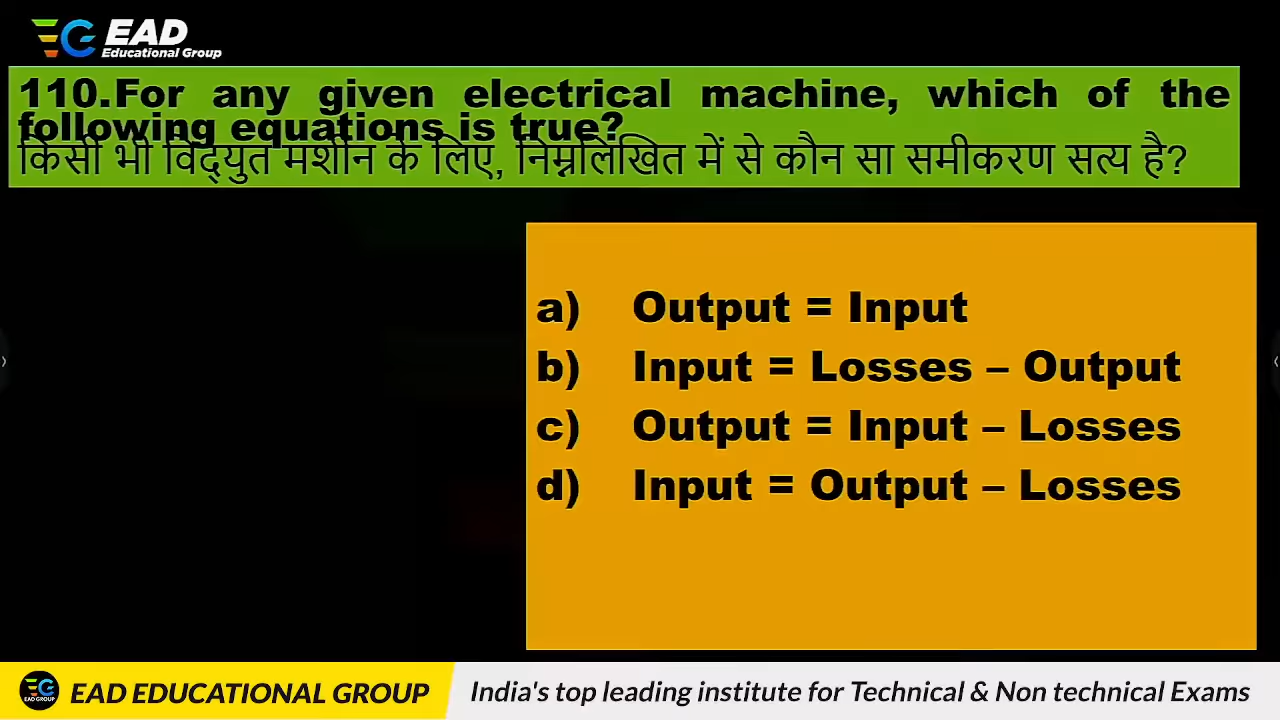 EAD
Educational Group
110.For any given electrical machine, which of the
following equations is true?
किसी भी विद्युत मशीन के लिए, निम्नलिखित में से कौन सा समीकरण सत्य है?
a) Output = Input
b) Input = Losses – Output
c) Output = Input – Losses
d) Input = Output – Losses
EAD GROUP
EAD EDUCATIONAL GROUP
India's top leading institute for Technical & Non technical Exams